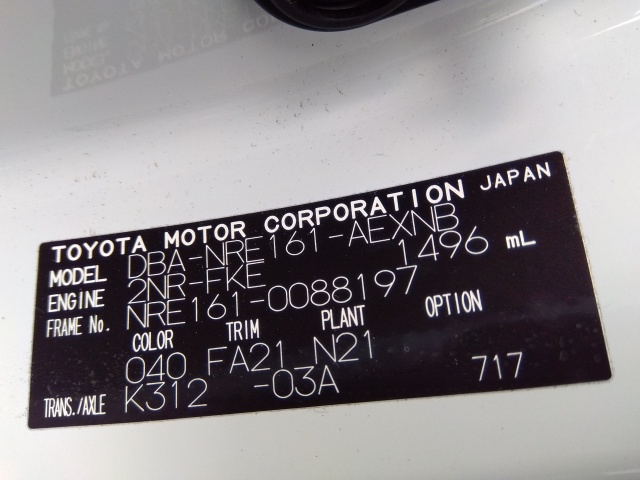 TOYOTA MOTOR CORPORATION JAPAN
MODEL DBA-NRE161-AEXNB
ENGINE 2NR-FKE 1496 mL
FRAME No. NRE161-0088197
COLOR TRIM PLANT OPTION
040 FA21 N21
TRANS./AXLE K312 -03A 717